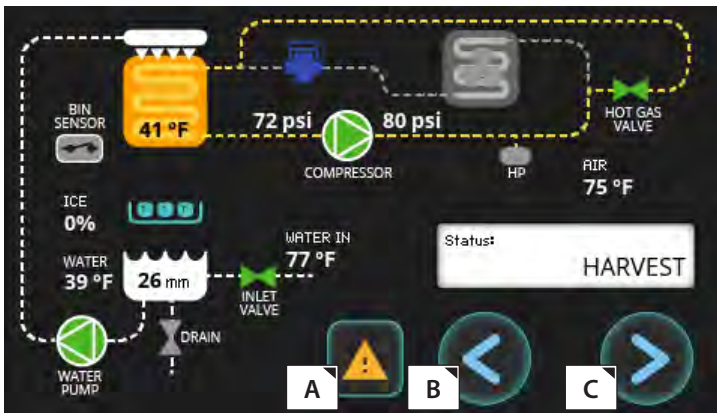 BIN
SENSOR
41 °F
72 psi
80 psi
COMPRESSOR
HP
HOT GAS
VALVE
AIR
75 °F
ICE
0%
WATER
39 °F
26 mm
WATER IN
77 °F
INLET
VALVE
DRAIN
WATER
PUMP
Status:
HARVEST
A
B
C